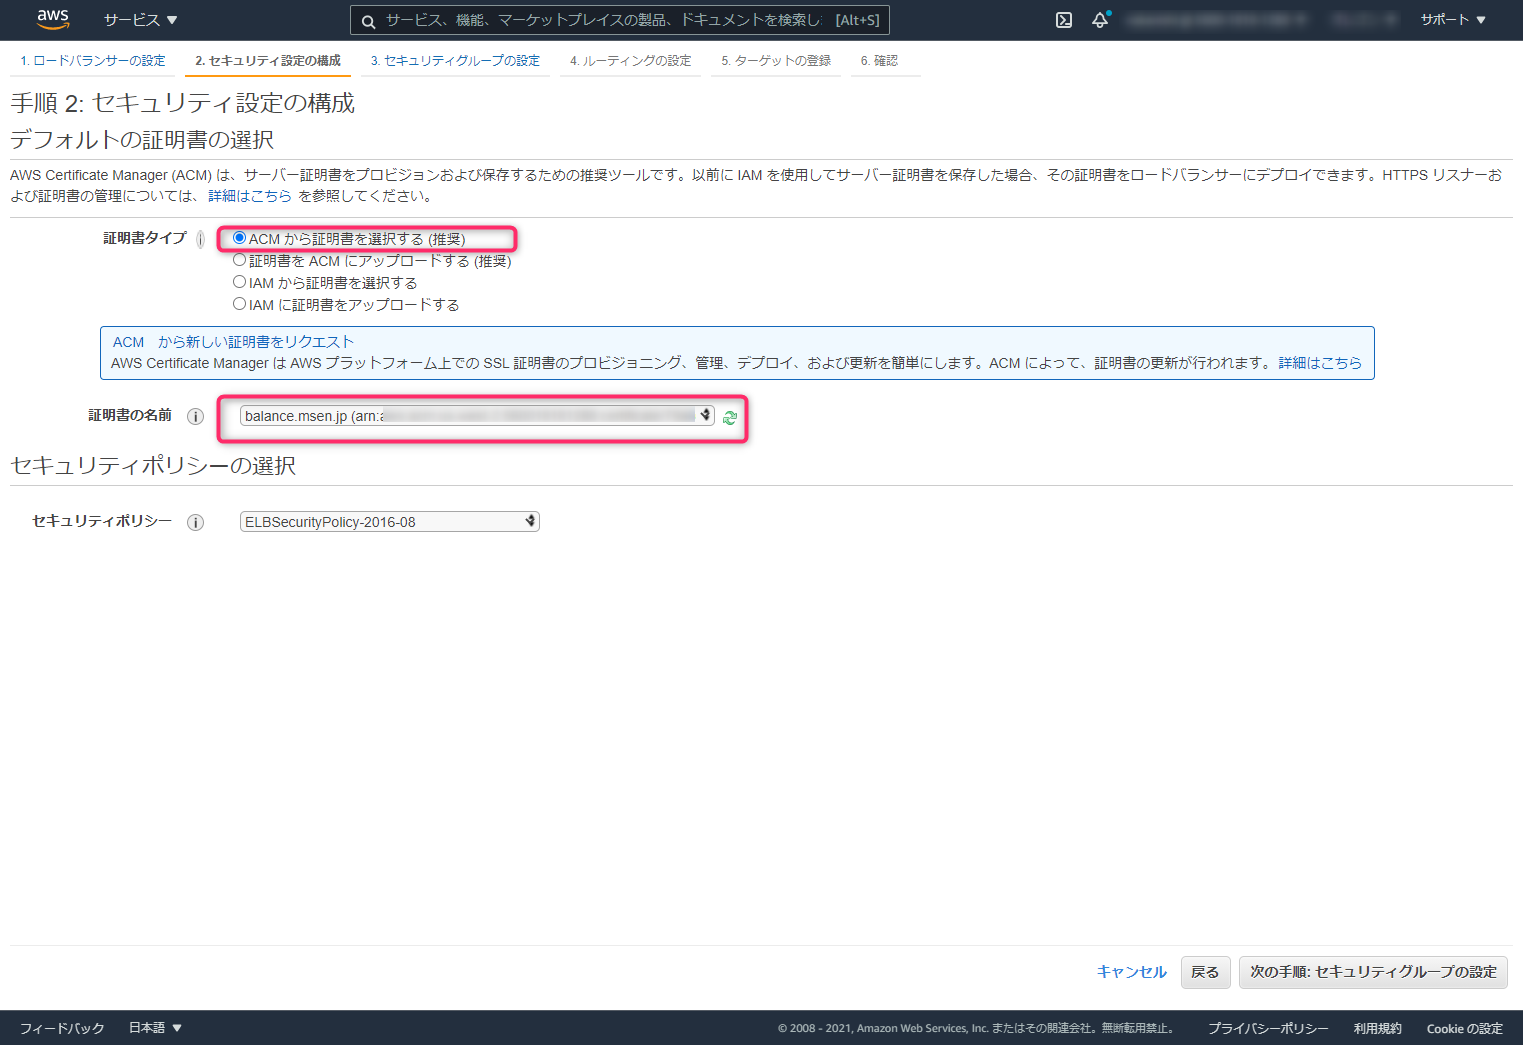 aws サービス ▼ サービス、機能、マーケットプレイスの製品、ドキュメントを検索し [Alt+S] サポート ▼
1. ロードバランサーの設定 2. セキュリティ設定の構成 3. セキュリティグループの設定 4. ルーティングの設定 5. ターゲットの登録 6. 確認
手順 2: セキュリティ設定の構成
デフォルトの証明書の選択
AWS Certificate Manager (ACM) は、サーバー証明書をプロビジョンおよび保存するための推奨ツールです。以前に IAM を使用してサーバー証明書を保存した場合、その証明書をロードバランサーにデプロイできます。HTTPS リスナーお
よび証明書の管理については、 詳細はこちら を参照してください。
証明書タイプ i ACM から証明書を選択する (推奨)
証明書を ACM にアップロードする (推奨)
IAM から証明書を選択する
IAM に証明書をアップロードする
ACM から新しい証明書をリクエスト
AWS Certificate Manager は AWS プラットフォーム上での SSL 証明書のプロビジョニング、管理、デプロイ、および更新を簡単にします。ACM によって、証明書の更新が行われます。詳細はこちら
証明書の名前 i balance.msen.jp (arn:a
セキュリティポリシーの選択
セキュリティポリシー i ELBSecurityPolicy-2016-08
キャンセル 戻る 次の手順: セキュリティグループの設定
フィードバック 日本語 ▼ © 2008 - 2021, Amazon Web Services, Inc. またはその関連会社。無断転用禁止。 プライバシーポリシー 利用規約 Cookie の設定